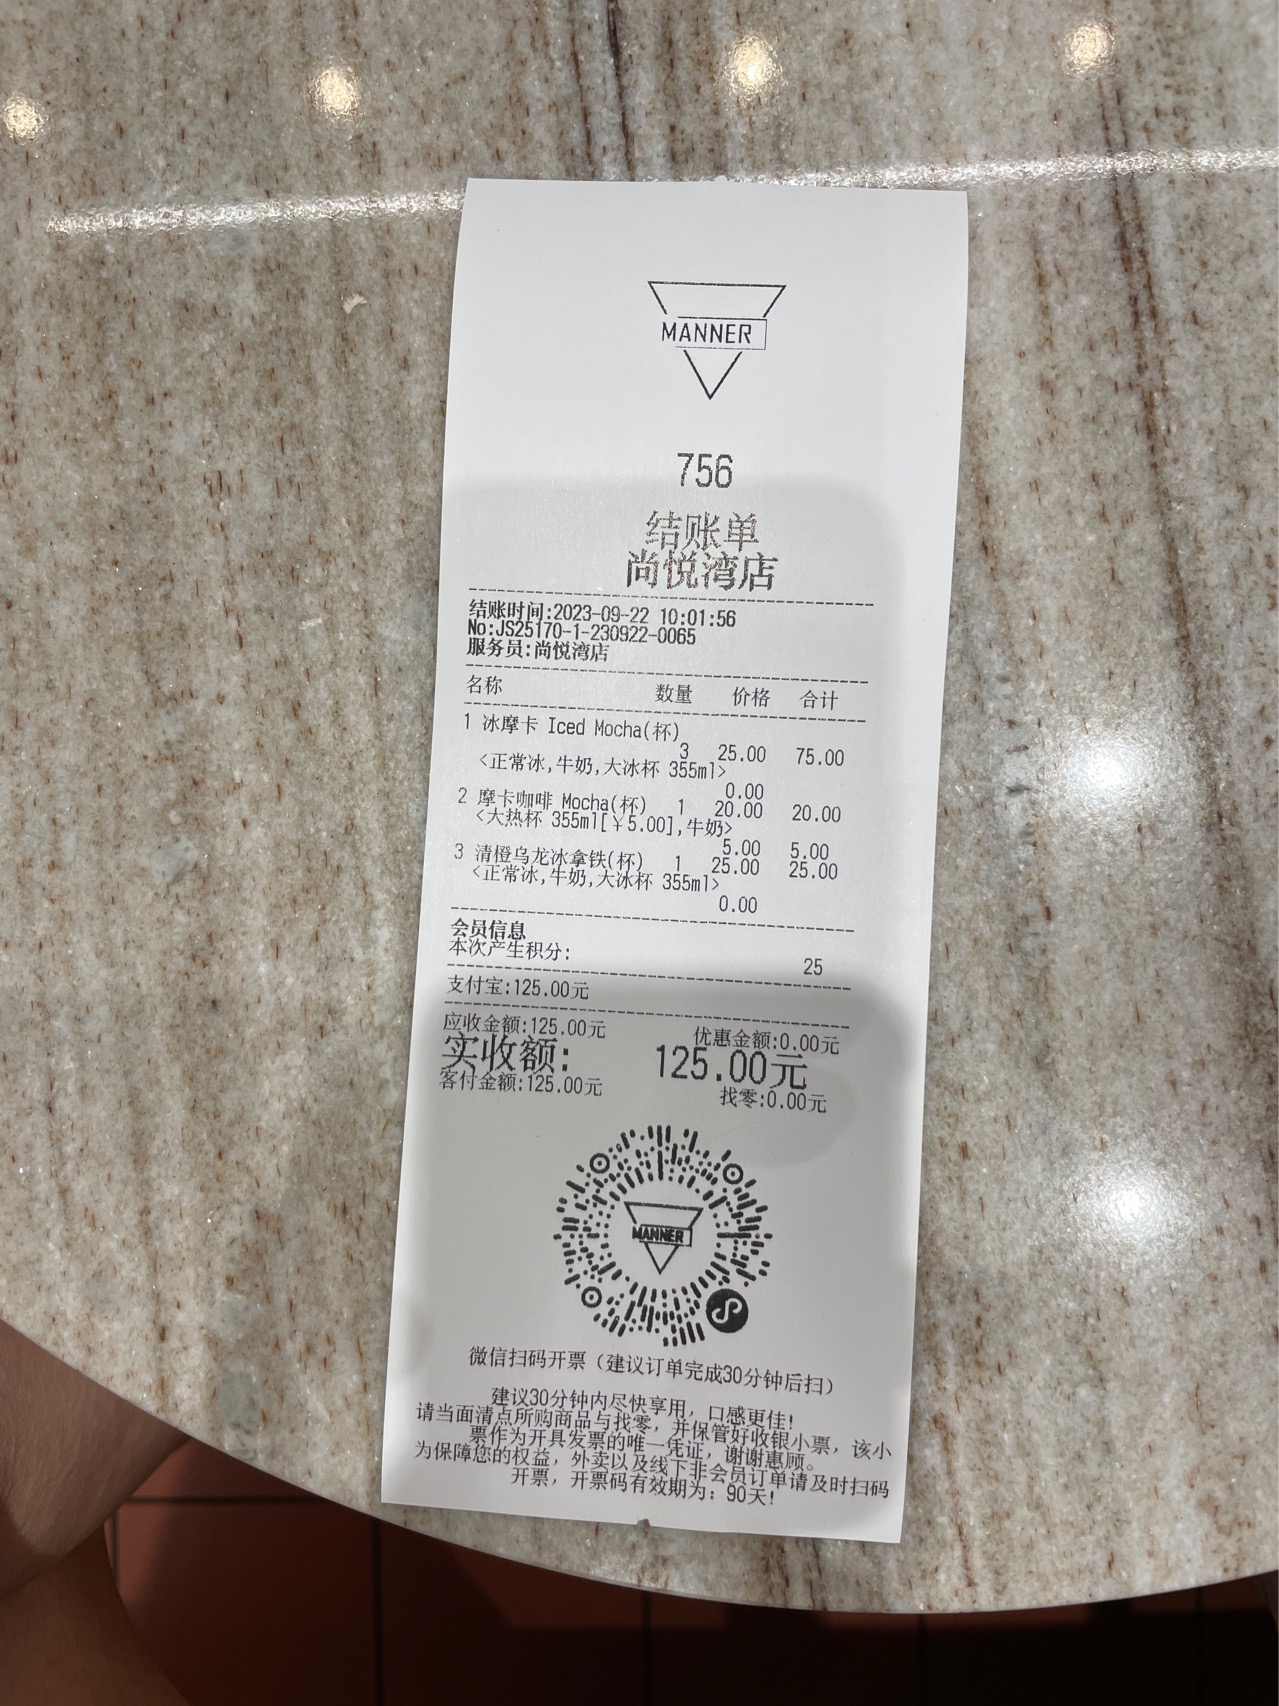 MANNER
756
结账单
尚悦湾店
结账时间:2023-09-22 10:01:56
No:JS25170-1-230922-0065
服务员:尚悦湾店
名称 数量 价格 合计
1 冰摩卡 Iced Mocha(杯)
3 25.00 75.00
<正常冰,牛奶,大冰杯 355ml>
0.00
2 摩卡咖啡 Mocha(杯) 1 20.00 20.00
<大热杯 355ml[￥5.00],牛奶>
5.00 5.00
3 清橙乌龙冰拿铁(杯) 1 25.00 25.00
<正常冰,牛奶,大冰杯 355ml>
0.00
会员信息
本次产生积分: 25
支付宝:125.00元
应收金额:125.00元 优惠金额:0.00元
实收额: 125.00元
客付金额:125.00元 找零:0.00元
MANNER
微信扫码开票（建议订单完成30分钟后扫）
建议30分钟内尽快享用，口感更佳！
请当面清点所购商品与找零，并保管好收银小票，该小
票作为开具发票的唯一凭证，谢谢惠顾。
为保障您的权益，外卖以及线下非会员订单请及时扫码
开票，开票码有效期为：90天！